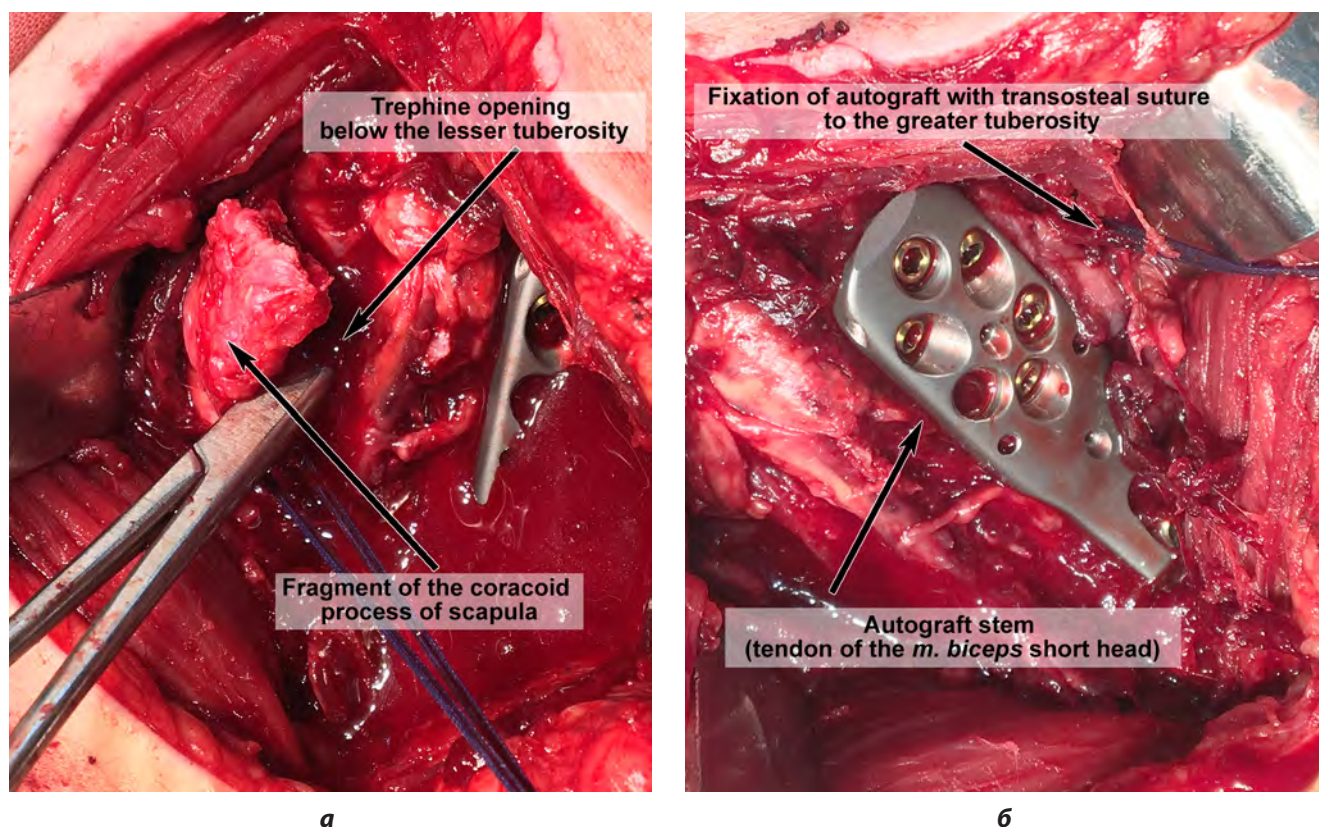 Trephine opening
below the lesser tuberosity
Fragment of the coracoid
process of scapula
а
Fixation of autograft with transosteal suture
to the greater tuberosity
Autograft stem
(tendon of the m. biceps short head)
б